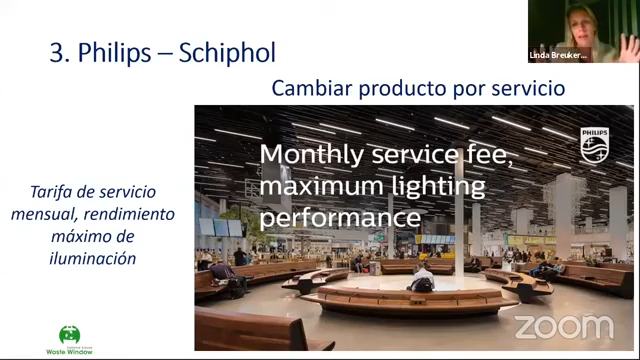 3. Philips – Schiphol
Linda Breuker...
Cambiar producto por servicio
Monthly service fee,
maximum lighting
performance
PHILIPS
Tarifa de servicio
mensual, rendimiento
máximo de
iluminación
Waste Window
zoom